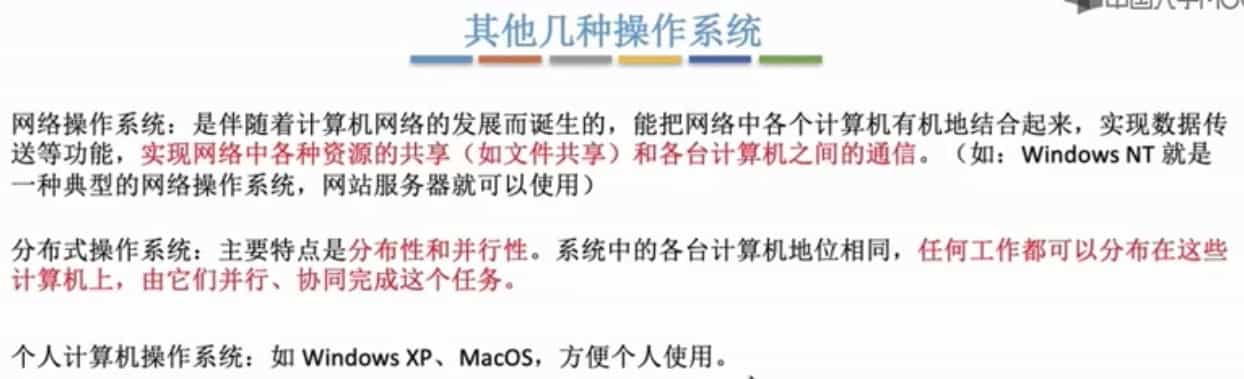 中国大学MOO
其他几种操作系统
网络操作系统：是伴随着计算机网络的发展而诞生的，能把网络中各个计算机有机地结合起来，实现数据传
送等功能，实现网络中各种资源的共享（如文件共享）和各台计算机之间的通信。（如：Windows NT 就是
一种典型的网络操作系统，网站服务器就可以使用）
分布式操作系统：主要特点是分布性和并行性。系统中的各台计算机地位相同，任何工作都可以分布在这些
计算机上，由它们并行、协同完成这个任务。
个人计算机操作系统：如 Windows XP、MacOS，方便个人使用。